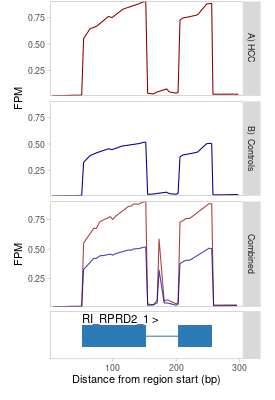 0.75
0.50
0.25
A) HCC
FPM
0.75
0.50
0.25
B) Controls
0.75
0.50
0.25
FPM
Combined
RI_RPRD2_1 >
100
200
300
Distance from region start (bp)